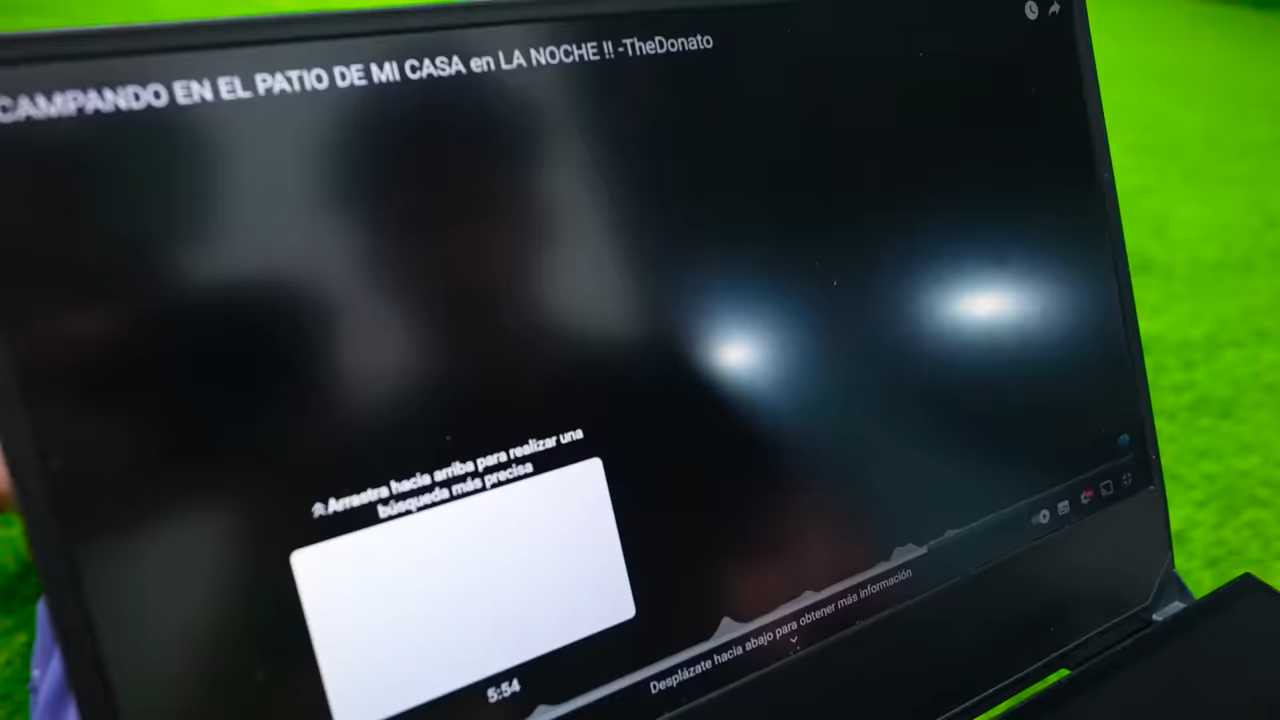 CAMPANDO EN EL PATIO DE MI CASA en LA NOCHE !! -TheDonato
Arrastra hacia arriba para realizar una
búsqueda más precisa
5:54
Desplázate hacia abajo para obtener más información